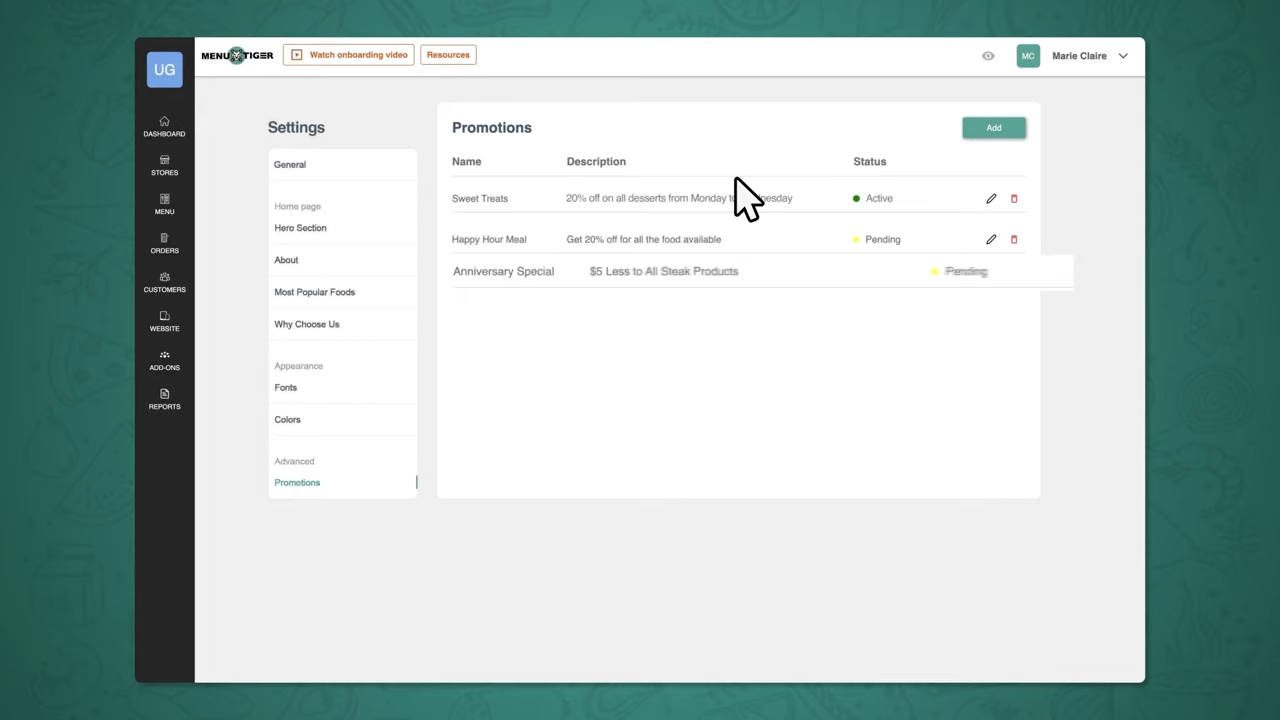 UG
MENU TIGER
Watch onboarding video
Resources
MC
Marie Claire
DASHBOARD
STORES
MENU
ORDERS
CUSTOMERS
WEBSITE
ADD-ONS
REPORTS
Settings
General
Home page
Hero Section
About
Most Popular Foods
Why Choose Us
Appearance
Fonts
Colors
Advanced
Promotions
Promotions
Add
Name Description Status
Sweet Treats 20% off on all desserts from Monday Active
Happy Hour Meal Get 20% off for all the food available Pending
Anniversary Special $5 Less to All Steak Products Pending